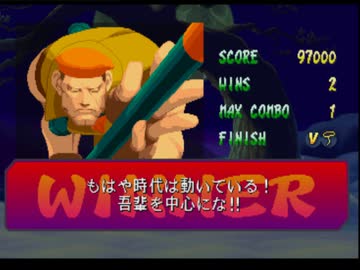 SCORE 97000
WINS 2
MAX COMBO 1
FINISH V
WINNER
もはや時代は動いている!
吾輩を中心にな!!